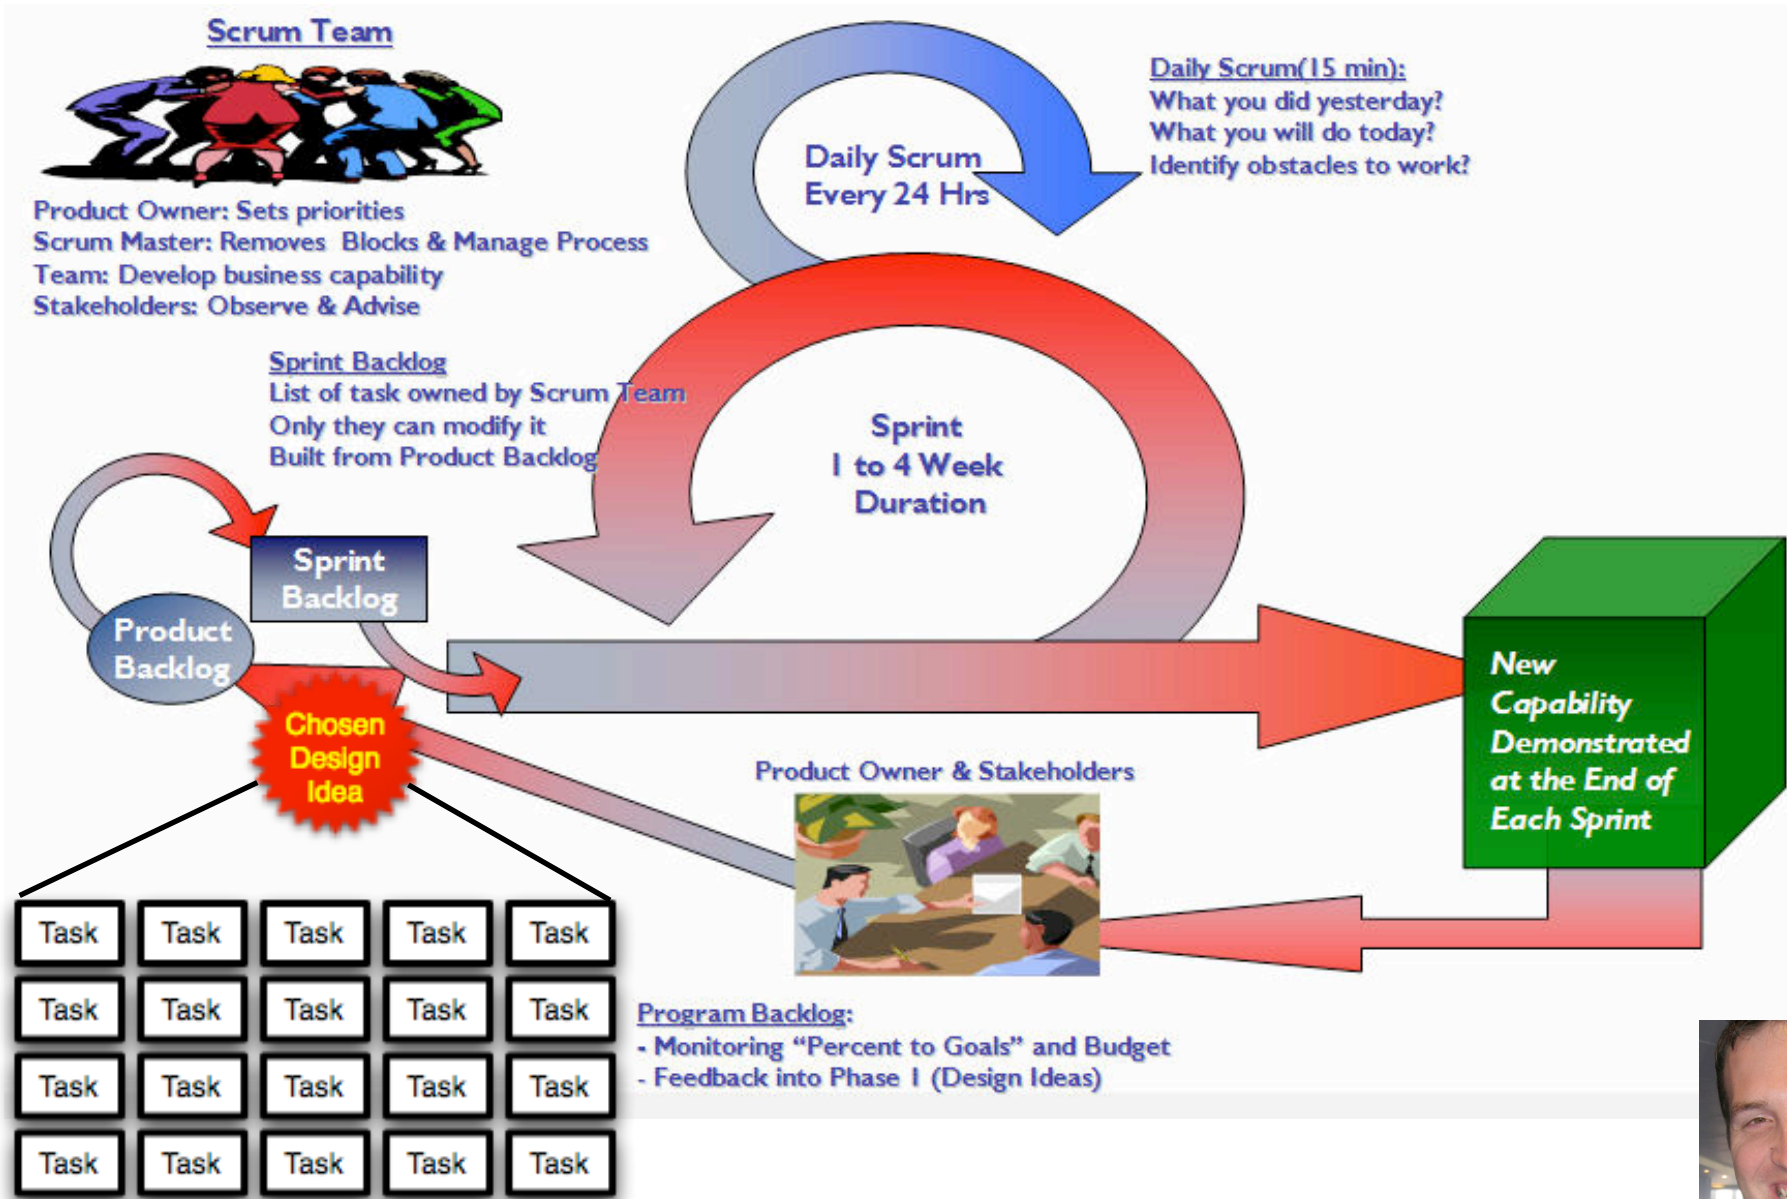 Scrum Team
Product Owner: Sets priorities
Scrum Master: Removes Blocks & Manage Process
Team: Develop business capability
Stakeholders: Observe & Advise
Daily Scrum
Every 24 Hrs
Daily Scrum(15 min):
What you did yesterday?
What you will do today?
Identify obstacles to work?
Sprint Backlog
List of task owned by Scrum Team
Only they can modify it
Built from Product Backlog
Sprint
1 to 4 Week
Duration
Sprint
Backlog
Product
Backlog
Chosen
Design
Idea
New
Capability
Demonstrated
at the End of
Each Sprint
Product Owner & Stakeholders
Task Task Task Task Task
Task Task Task Task Task
Task Task Task Task Task
Task Task Task Task Task
Program Backlog:
- Monitoring “Percent to Goals” and Budget
- Feedback into Phase 1 (Design Ideas)